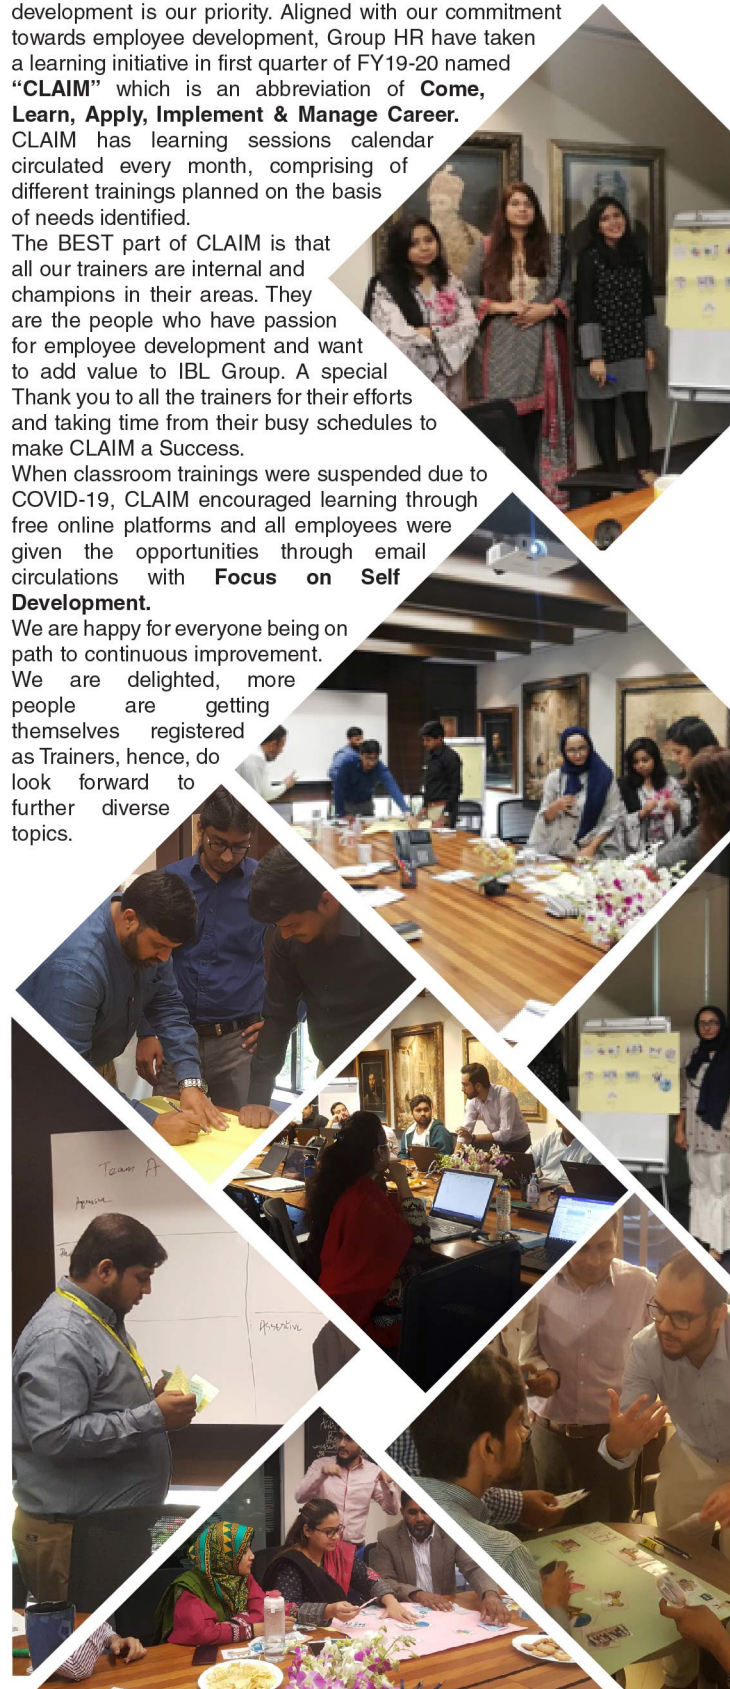 development is our priority. Aligned with our commitment
towards employee development, Group HR have taken
a learning initiative in first quarter of FY19-20 named
“CLAIM” which is an abbreviation of Come,
Learn, Apply, Implement & Manage Career.
CLAIM has learning sessions calendar
circulated every month, comprising of
different trainings planned on the basis
of needs identified.
The BEST part of CLAIM is that
all our trainers are internal and
champions in their areas. They
are the people who have passion
for employee development and want
to add value to IBL Group. A special
Thank you to all the trainers for their efforts
and taking time from their busy schedules to
make CLAIM a Success.
When classroom trainings were suspended due to
COVID-19, CLAIM encouraged learning through
free online platforms and all employees were
given the opportunities through email
circulations with Focus on Self
Development.
We are happy for everyone being on
path to continuous improvement.
We are delighted, more
people are getting
themselves registered
as Trainers, hence, do
look forward to
further diverse
topics.
Team A
Assertive